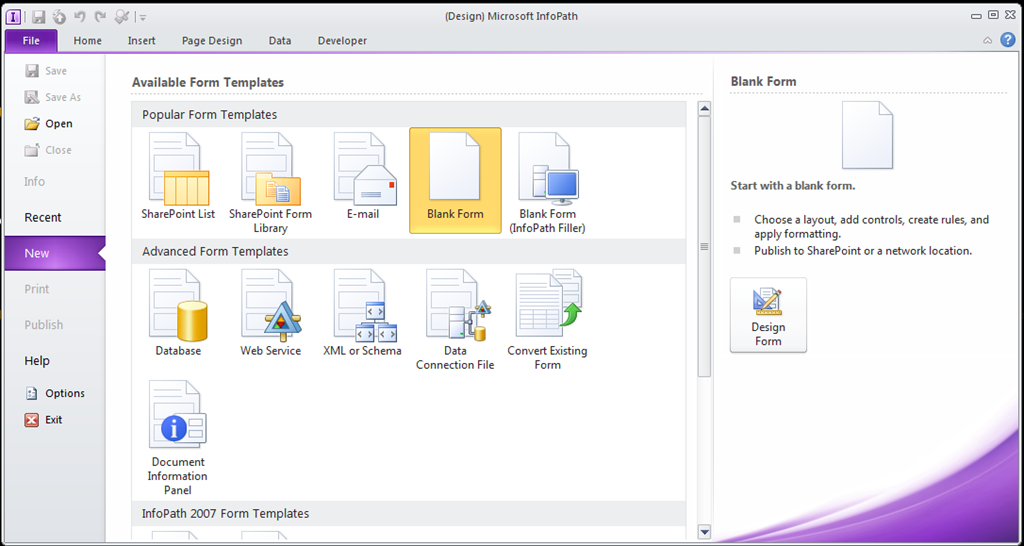 (Design) Microsoft InfoPath
File Home Insert Page Design Data Developer
Save
Save As
Open
Close
Info
Recent
New
Print
Publish
Help
Options
Exit
Available Form Templates
Popular Form Templates
SharePoint List
SharePoint Form
Library
E-mail
Blank Form
Blank Form
(InfoPath Filler)
Advanced Form Templates
Database
Web Service
XML or Schema
Data
Connection File
Convert Existing
Form
Document
Information
Panel
InfoPath 2007 Form Templates
Blank Form
Start with a blank form.
Choose a layout, add controls, create rules, and
apply formatting.
Publish to SharePoint or a network location.
Design
Form